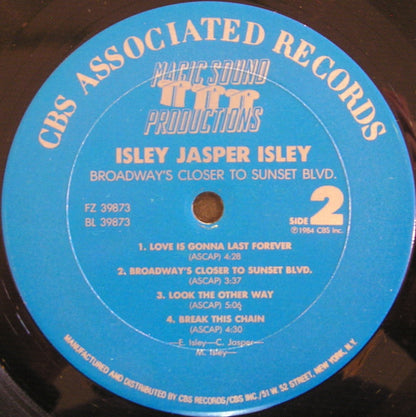 CBS ASSOCIATED RECORDS
MAGIC SOUND
PRODUCTIONS
ISLEY JASPER ISLEY
BROADWAY'S CLOSER TO SUNSET BLVD.
FZ 39873
BL 39873
SIDE 2
℗1984 CBS Inc.
1. LOVE IS GONNA LAST FOREVER
(ASCAP) 4:28
2. BROADWAY'S CLOSER TO SUNSET BLVD.
(ASCAP) 3:37
3. LOOK THE OTHER WAY
(ASCAP) 5:06
4. BREAK THIS CHAIN
(ASCAP) 4:30
—E. Isley—C. Jasper—
M. Isley—
MANUFACTURED AND DISTRIBUTED BY CBS RECORDS/CBS INC./51 W. 52 STREET, NEW YORK, N.Y.